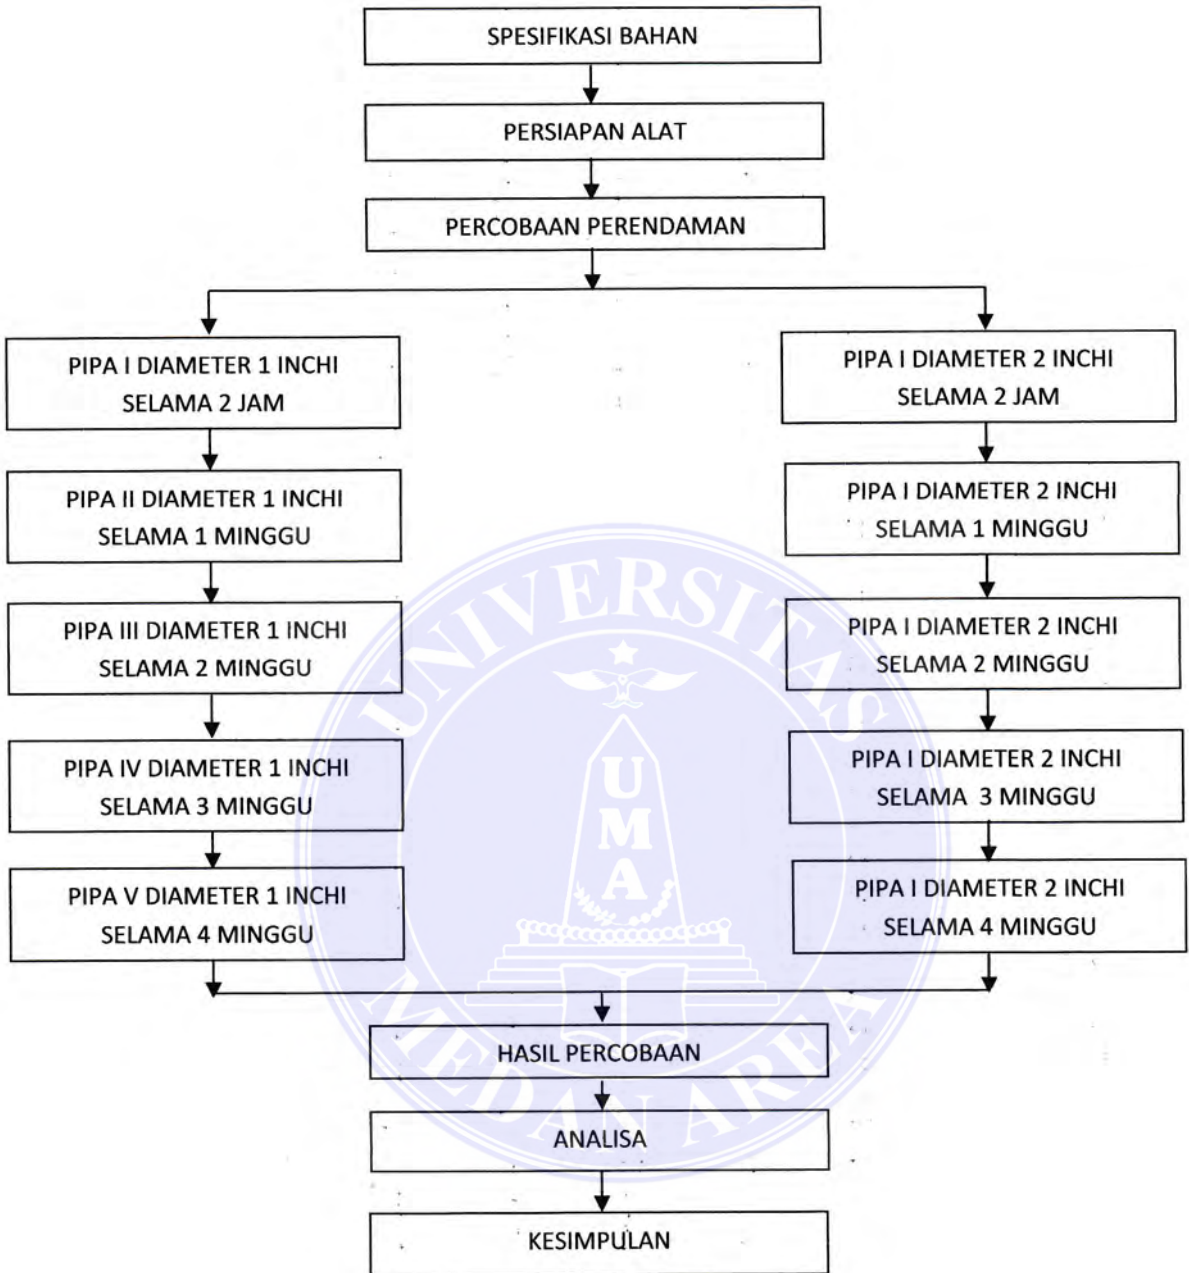 SPESIFIKASI BAHAN
PERSIAPAN ALAT
PERCOBAAN PERENDAMAN
PIPA I DIAMETER 1 INCHI
SELAMA 2 JAM
PIPA II DIAMETER 1 INCHI
SELAMA 1 MINGGU
PIPA III DIAMETER 1 INCHI
SELAMA 2 MINGGU
PIPA IV DIAMETER 1 INCHI
SELAMA 3 MINGGU
PIPA V DIAMETER 1 INCHI
SELAMA 4 MINGGU
PIPA I DIAMETER 2 INCHI
SELAMA 2 JAM
PIPA I DIAMETER 2 INCHI
SELAMA 1 MINGGU
PIPA I DIAMETER 2 INCHI
SELAMA 2 MINGGU
PIPA I DIAMETER 2 INCHI
SELAMA 3 MINGGU
PIPA I DIAMETER 2 INCHI
SELAMA 4 MINGGU
HASIL PERCOBAAN
ANALISA
KESIMPULAN
UNIVERSITAS
UMA
MEDAN AREA